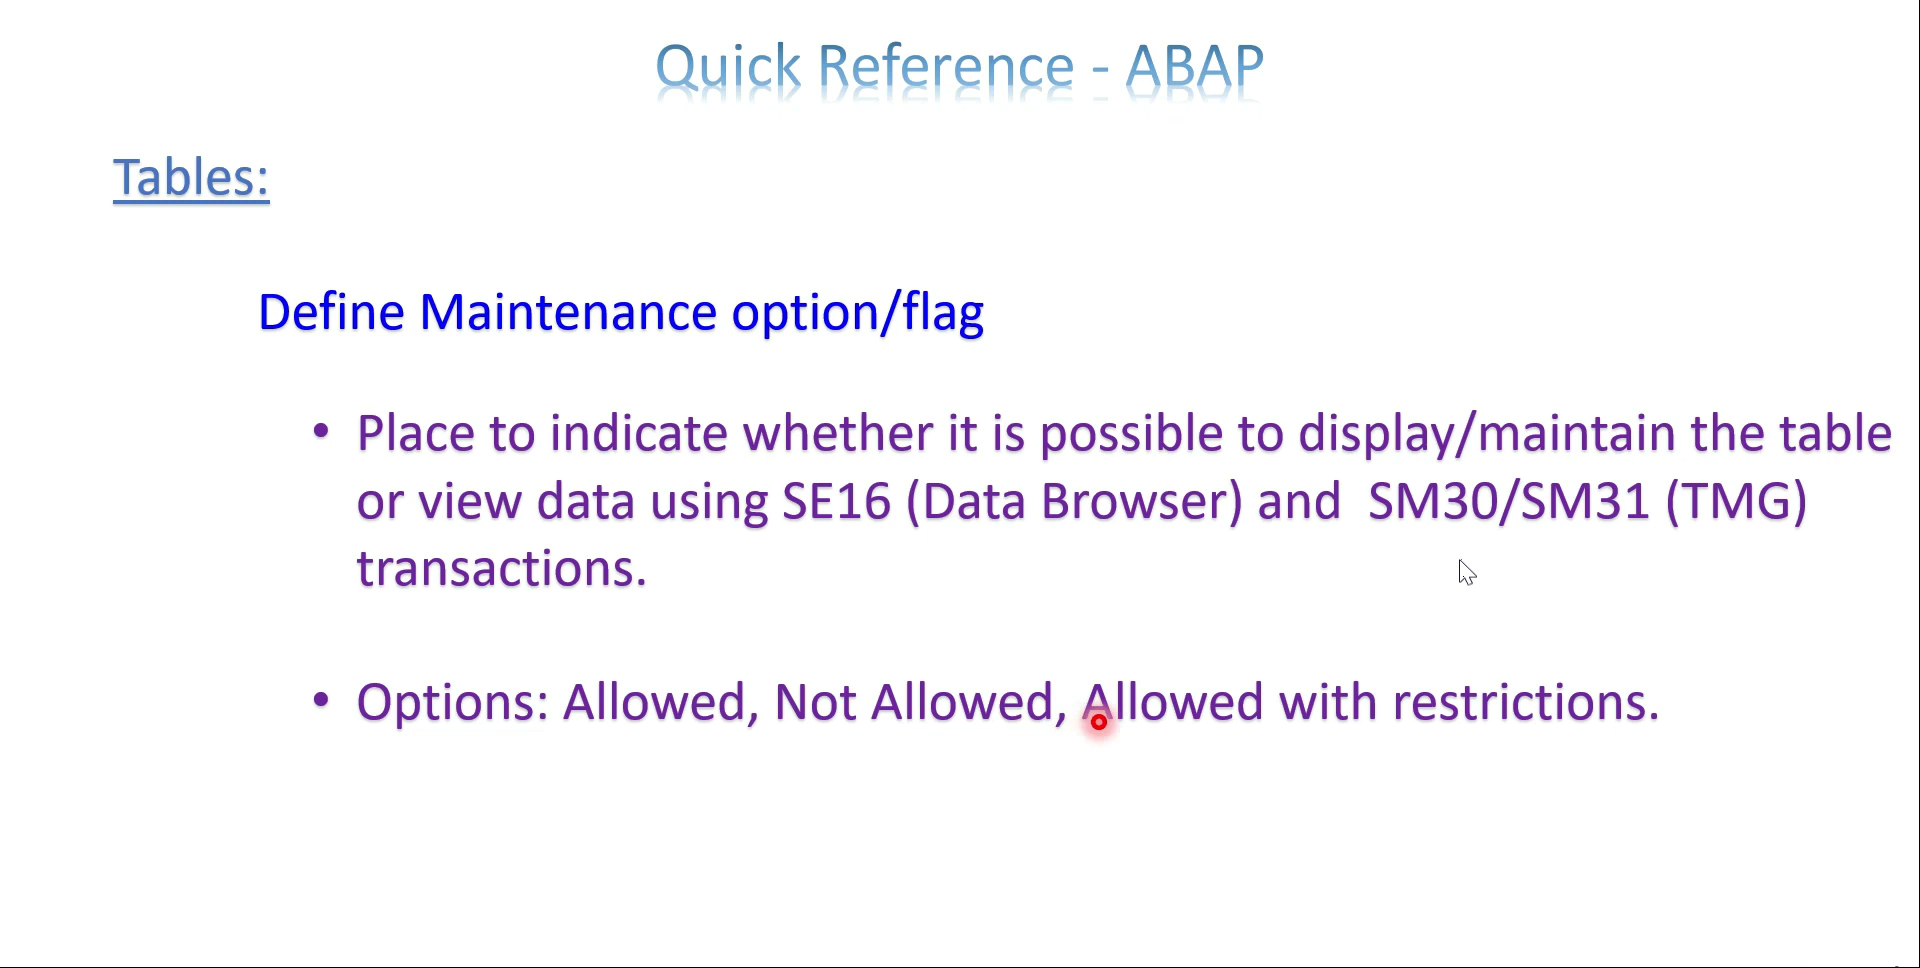 Quick Reference - ABAP
Tables:
Define Maintenance option/flag
• Place to indicate whether it is possible to display/maintain the table
or view data using SE16 (Data Browser) and  SM30/SM31 (TMG)
transactions.
• Options: Allowed, Not Allowed, Allowed with restrictions.